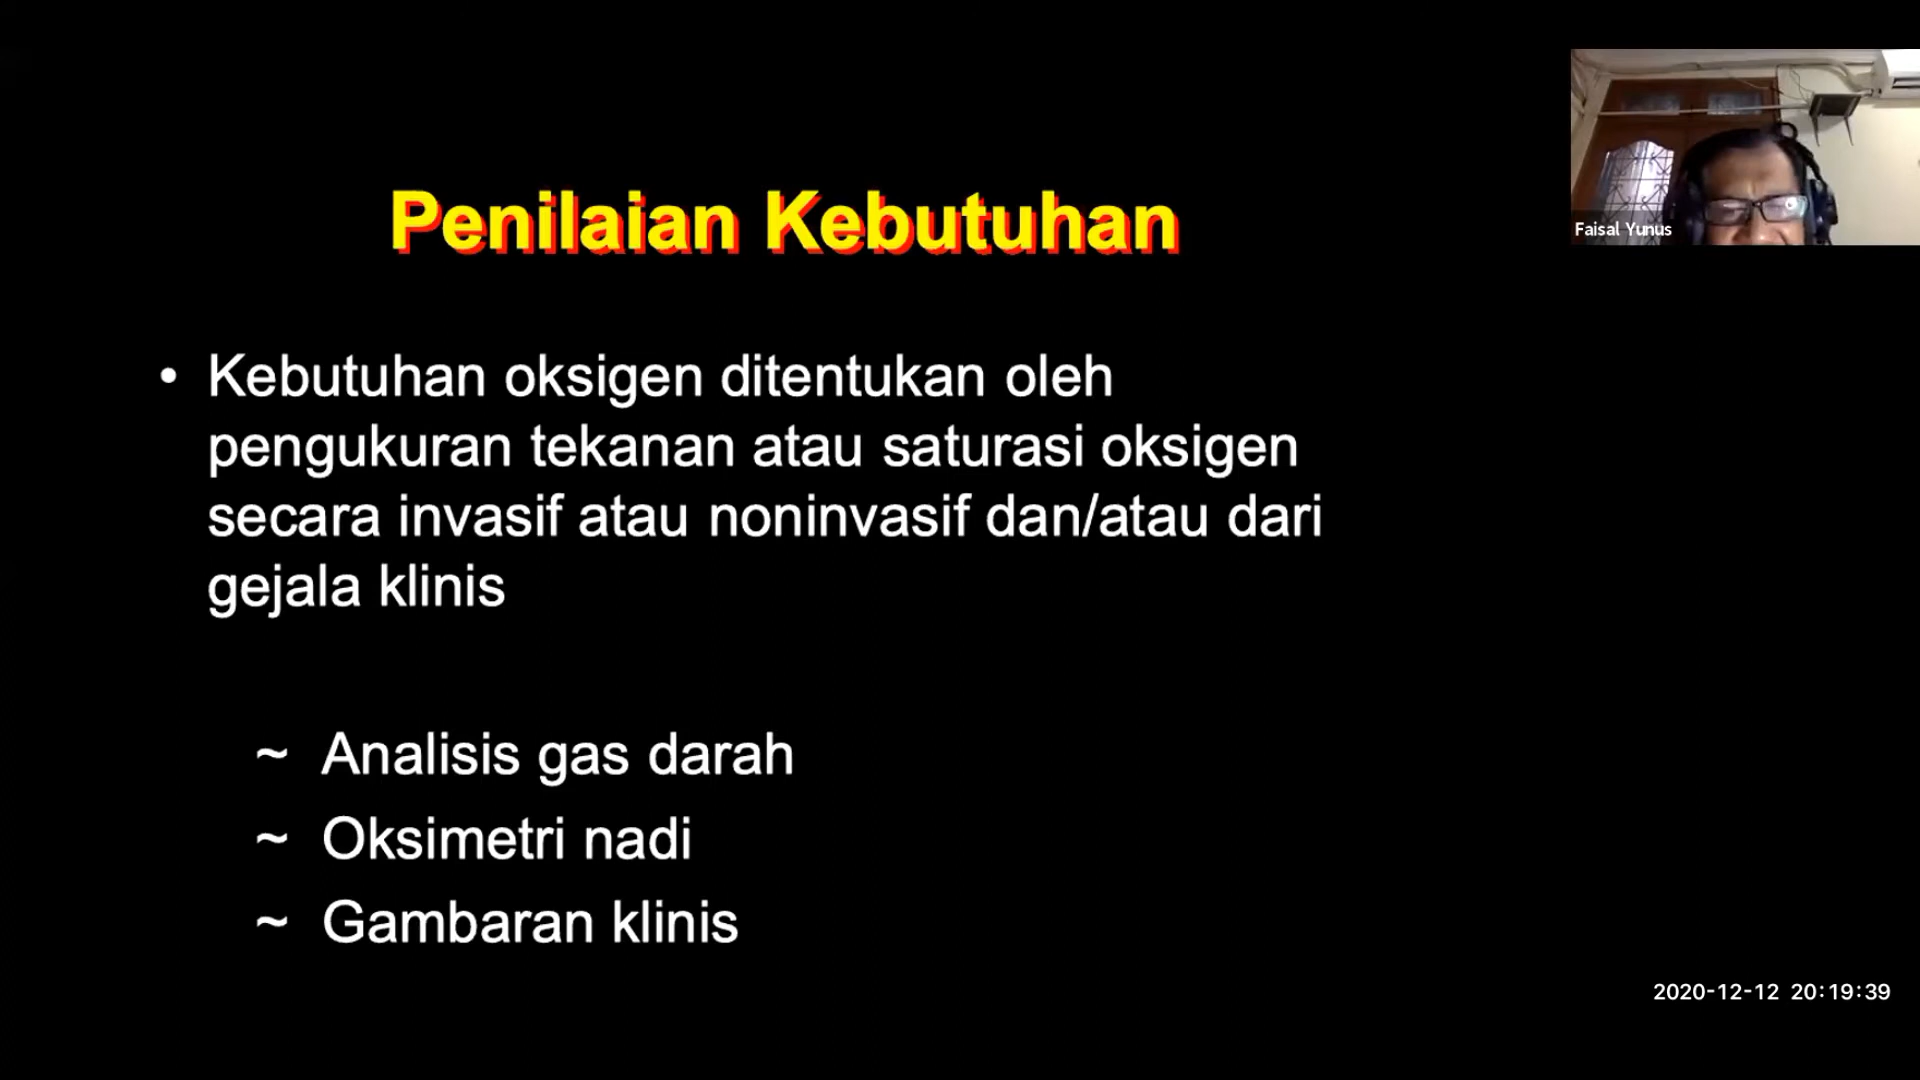 Penilaian Kebutuhan
Faisal Yunus
• Kebutuhan oksigen ditentukan oleh
pengukuran tekanan atau saturasi oksigen
secara invasif atau noninvasif dan/atau dari
gejala klinis
~ Analisis gas darah
~ Oksimetri nadi
~ Gambaran klinis
2020-12-12 20:19:39